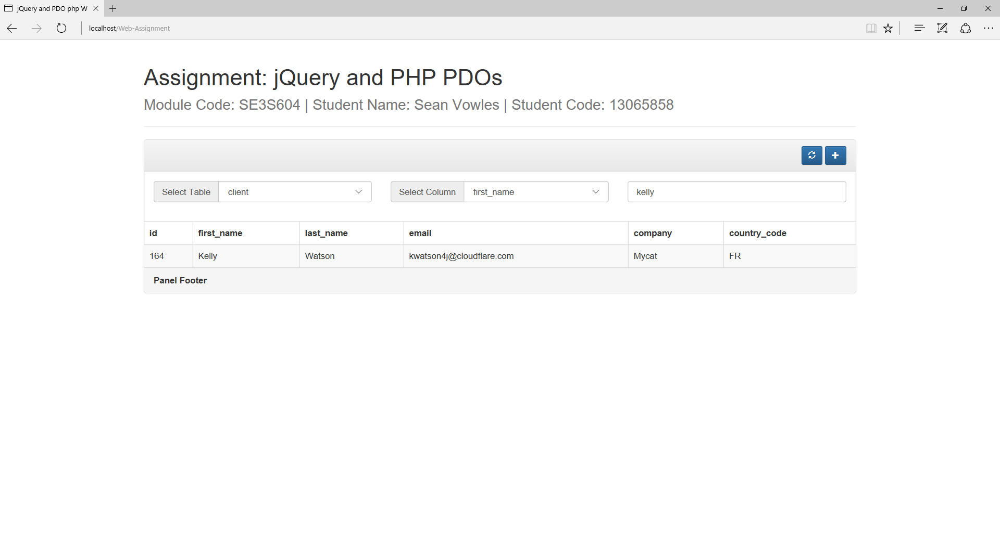 jQuery and PDO php W
localhost/Web-Assignment
Assignment: jQuery and PHP PDOs
Module Code: SE3S604 | Student Name: Sean Vowles | Student Code: 13065858
Select Table client Select Column first_name kelly
id first_name last_name email company country_code
164 Kelly Watson kwatson4j@cloudflare.com Mycat FR
Panel Footer